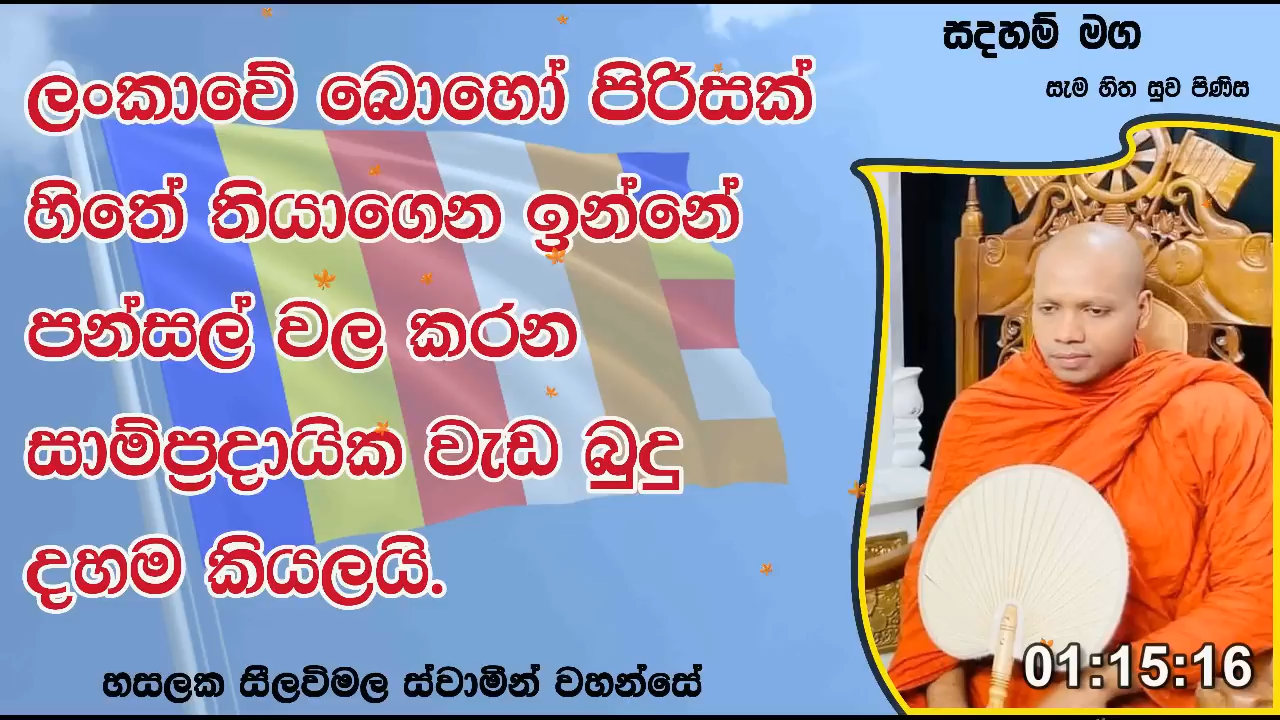 සදහම් මග
සැම හිත සුව පිණිස
ලංකාවේ බොහෝ පිරිසක්
හිතේ තියාගෙන ඉන්නේ
පන්සල් වල කරන
සාම්ප්‍රදායික වැඩ බුදු
දහම කියලයි.
හසලක සීලවිමල ස්වාමීන් වහන්සේ
01:15:16